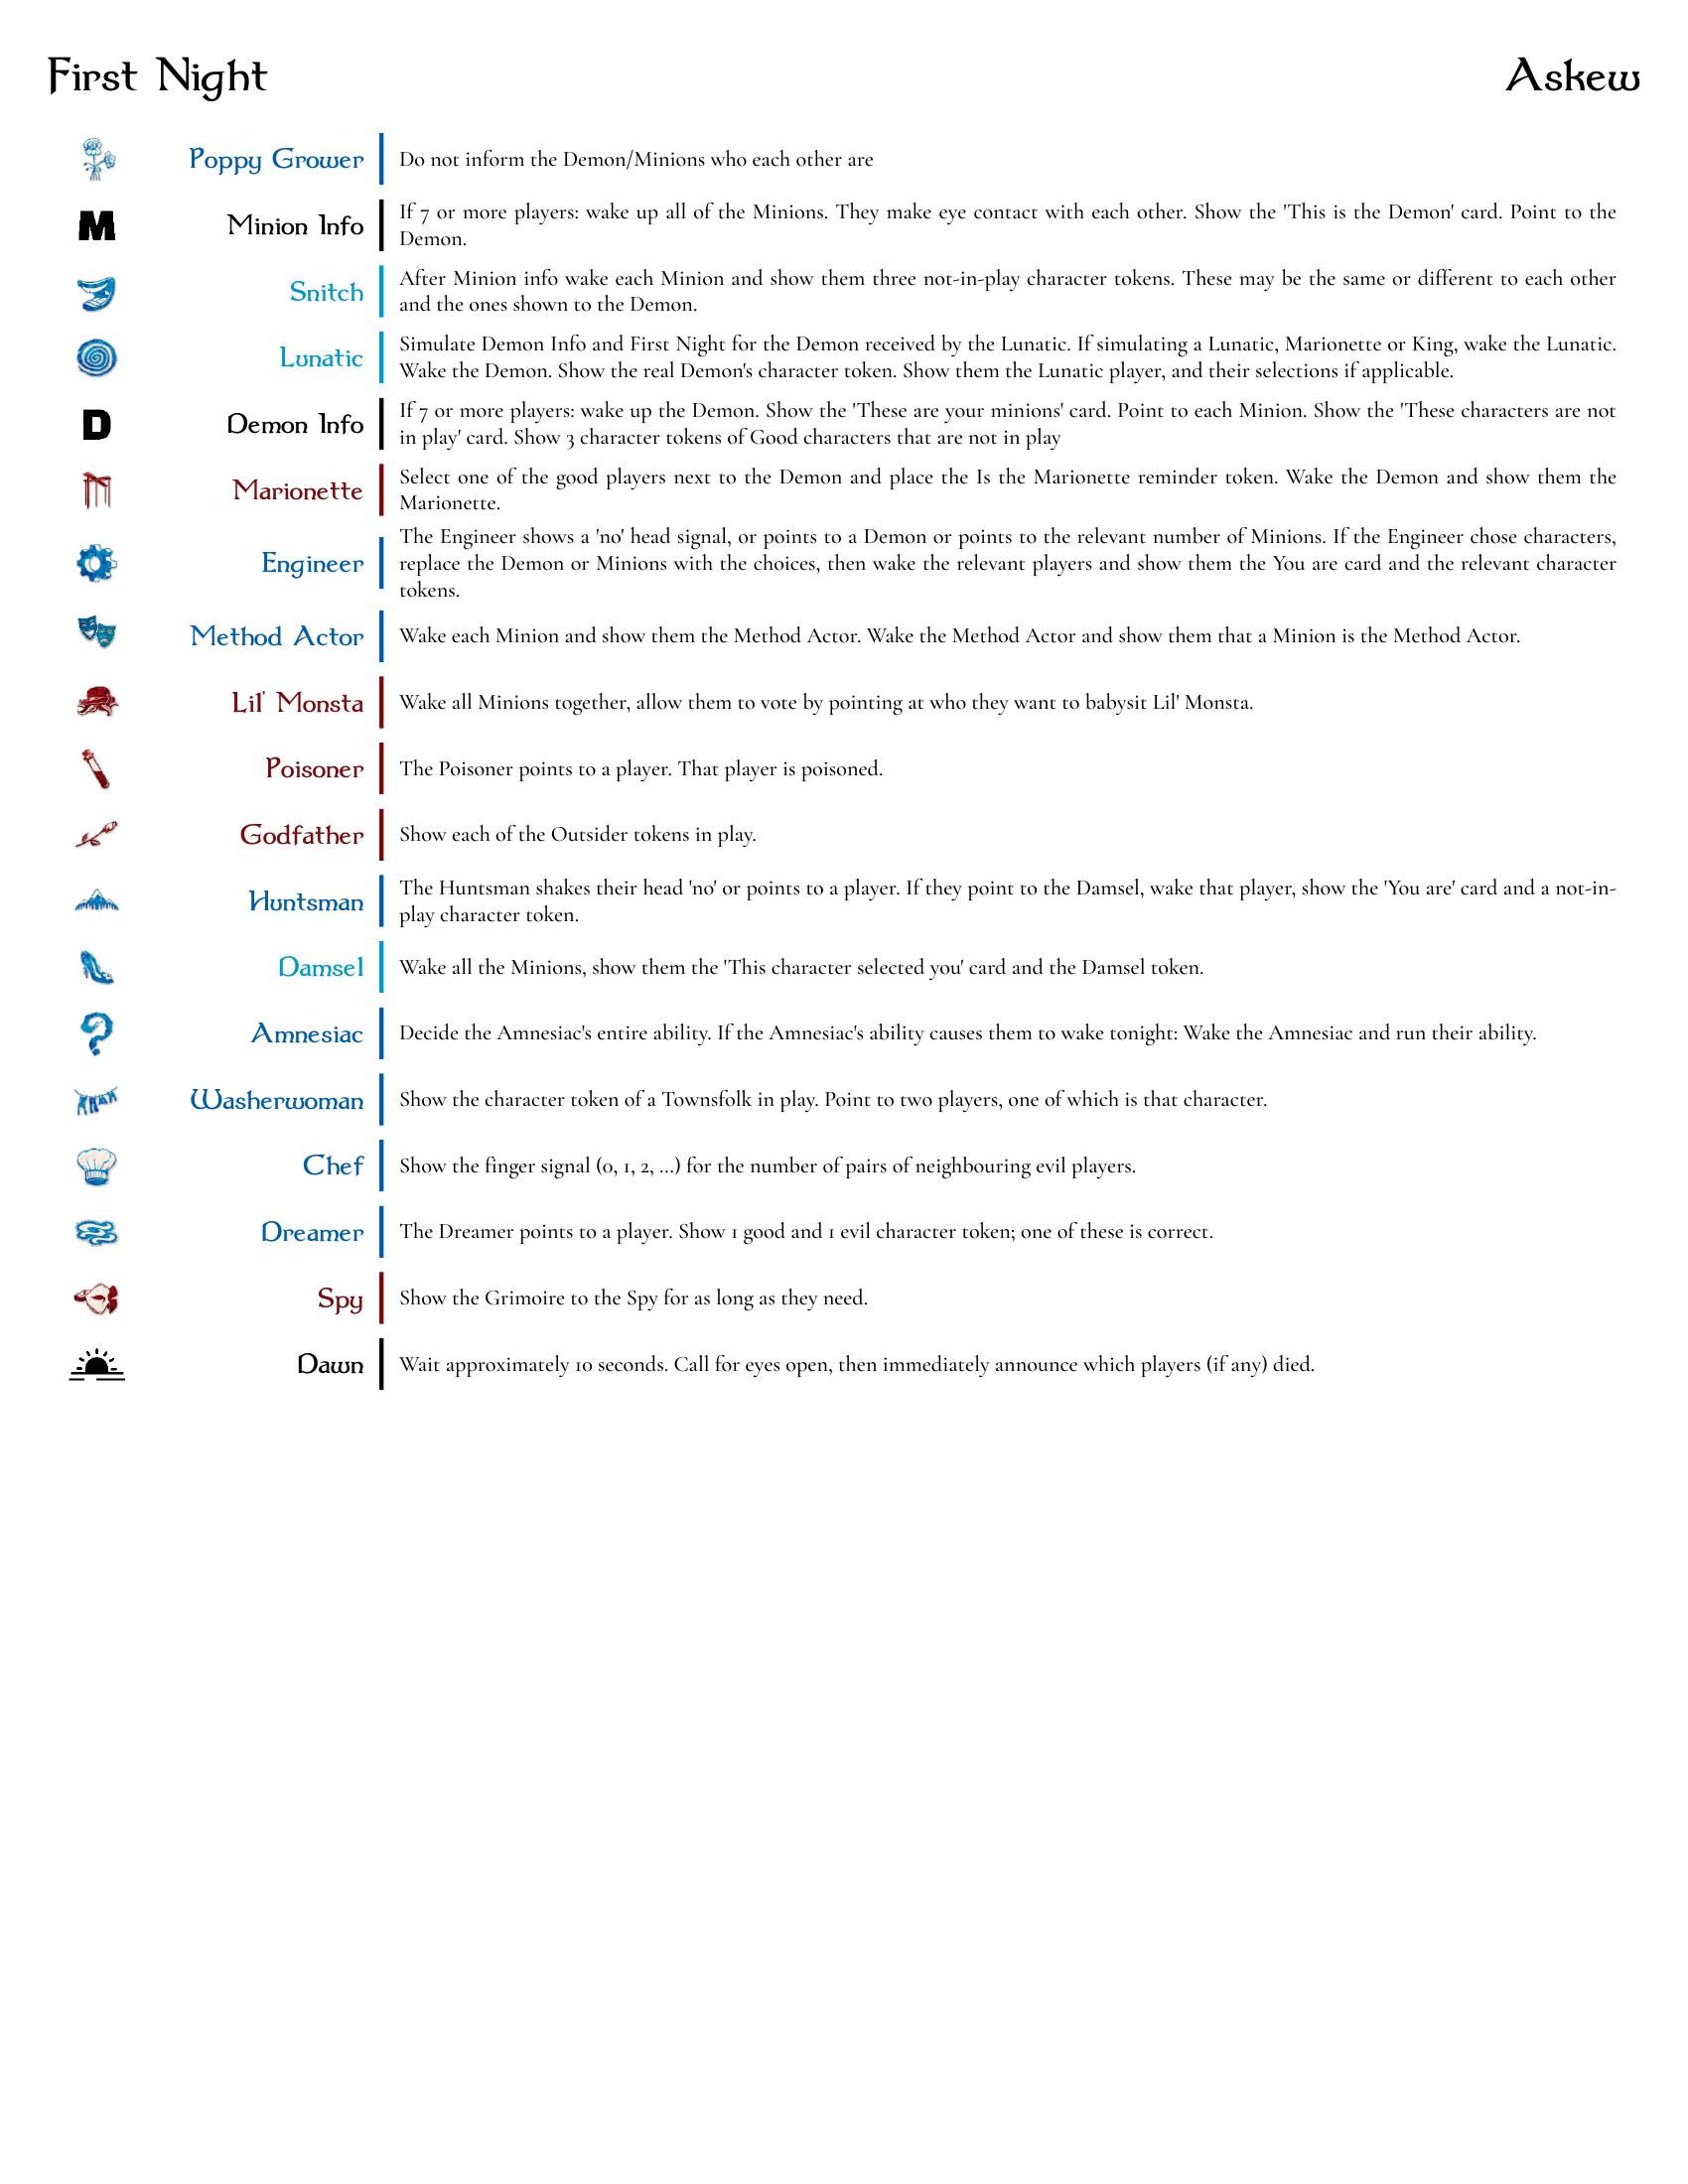 First Night
Askew
Poppy Grower
Do not inform the Demon/Minions who each other are
M
Minion Info
If 7 or more players: wake up all of the Minions. They make eye contact with each other. Show the 'This is the Demon' card. Point to the
Demon.
Snitch
After Minion info wake each Minion and show them three not-in-play character tokens. These may be the same or different to each other
and the ones shown to the Demon.
Lunatic
Simulate Demon Info and First Night for the Demon received by the Lunatic. If simulating a Lunatic, Marionette or King, wake the Lunatic.
Wake the Demon. Show the real Demon's character token. Show them the Lunatic player, and their selections if applicable.
D
Demon Info
If 7 or more players: wake up the Demon. Show the 'These are your minions' card. Point to each Minion. Show the 'These characters are not
in play' card. Show 3 character tokens of Good characters that are not in play
Marionette
Select one of the good players next to the Demon and place the Is the Marionette reminder token. Wake the Demon and show them the
Marionette.
Engineer
The Engineer shows a 'no' head signal, or points to a Demon or points to the relevant number of Minions. If the Engineer chose characters,
replace the Demon or Minions with the choices, then wake the relevant players and show them the You are card and the relevant character
tokens.
Method Actor
Wake each Minion and show them the Method Actor. Wake the Method Actor and show them that a Minion is the Method Actor.
Lil' Monsta
Wake all Minions together, allow them to vote by pointing at who they want to babysit Lil' Monsta.
Poisoner
The Poisoner points to a player. That player is poisoned.
Godfather
Show each of the Outsider tokens in play.
Huntsman
The Huntsman shakes their head 'no' or points to a player. If they point to the Damsel, wake that player, show the 'You are' card and a not-in-
play character token.
Damsel
Wake all the Minions, show them the 'This character selected you' card and the Damsel token.
Amnesiac
Decide the Amnesiac's entire ability. If the Amnesiac's ability causes them to wake tonight: Wake the Amnesiac and run their ability.
Washerwoman
Show the character token of a Townsfolk in play. Point to two players, one of which is that character.
Chef
Show the finger signal (0, 1, 2, ...) for the number of pairs of neighbouring evil players.
Dreamer
The Dreamer points to a player. Show 1 good and 1 evil character token; one of these is correct.
Spy
Show the Grimoire to the Spy for as long as they need.
Dawn
Wait approximately 10 seconds. Call for eyes open, then immediately announce which players (if any) died.